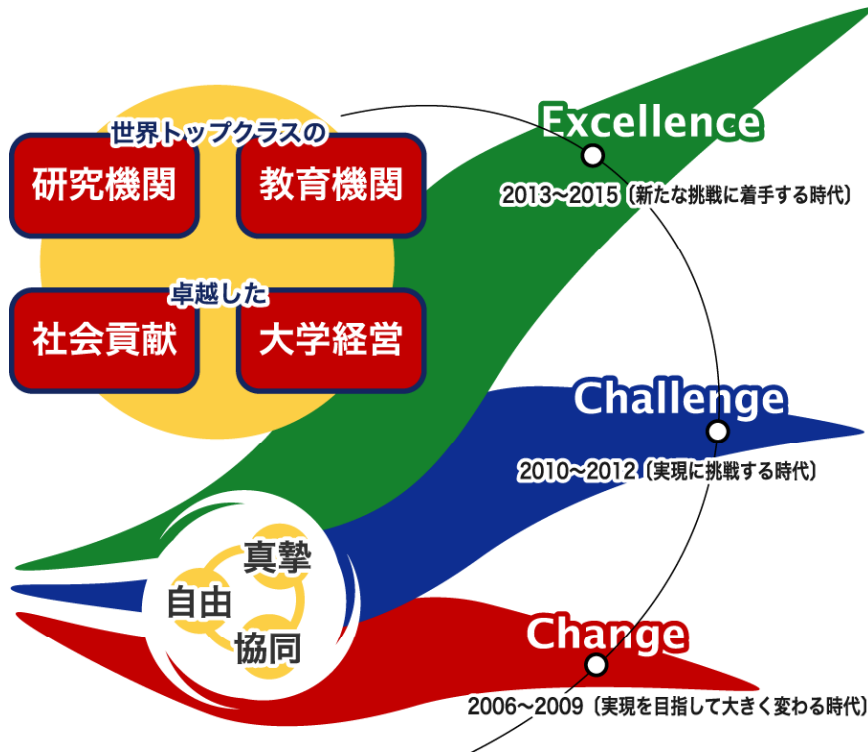 世界トップクラスの
研究機関
教育機関
卓越した
社会貢献
大学経営
Excellence
2013～2015〔新たな挑戦に着手する時代〕
Challenge
2010～2012〔実現に挑戦する時代〕
真摯
自由
協同
Change
2006～2009〔実現を目指して大きく変わる時代〕